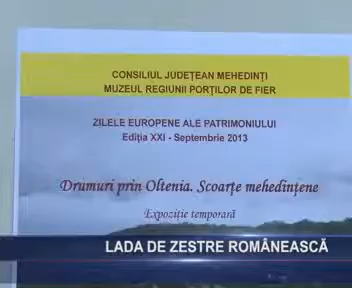 CONSILIUL JUDEȚEAN MEHEDINȚI
MUZEUL REGIUNII PORȚILOR DE FIER
ZILELE EUROPENE ALE PATRIMONIULUI
Ediția XXI - Septembrie 2013
Drumuri prin Oltenia. Scoarțe mehedințene
Expoziție temporară
LADA DE ZESTRE ROMÂNEASCĂ